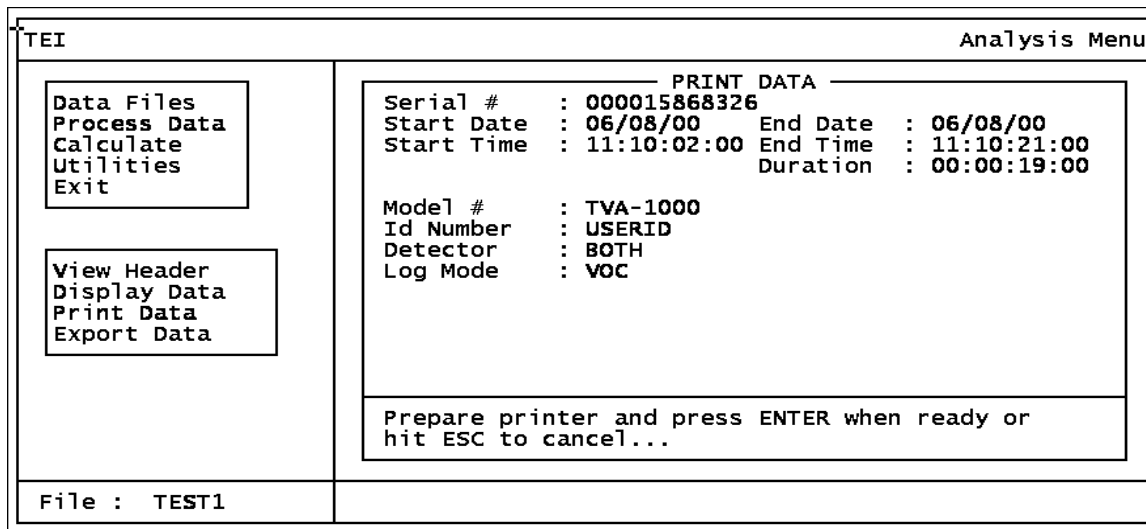 TEI Analysis Menu
Data Files
Process Data
Calculate
Utilities
Exit
View Header
Display Data
Print Data
Export Data
PRINT DATA
Serial # : 000015868326
Start Date : 06/08/00 End Date : 06/08/00
Start Time : 11:10:02:00 End Time : 11:10:21:00
Duration : 00:00:19:00
Model # : TVA-1000
Id Number : USERID
Detector : BOTH
Log Mode : VOC
Prepare printer and press ENTER when ready or
hit ESC to cancel...
File : TEST1